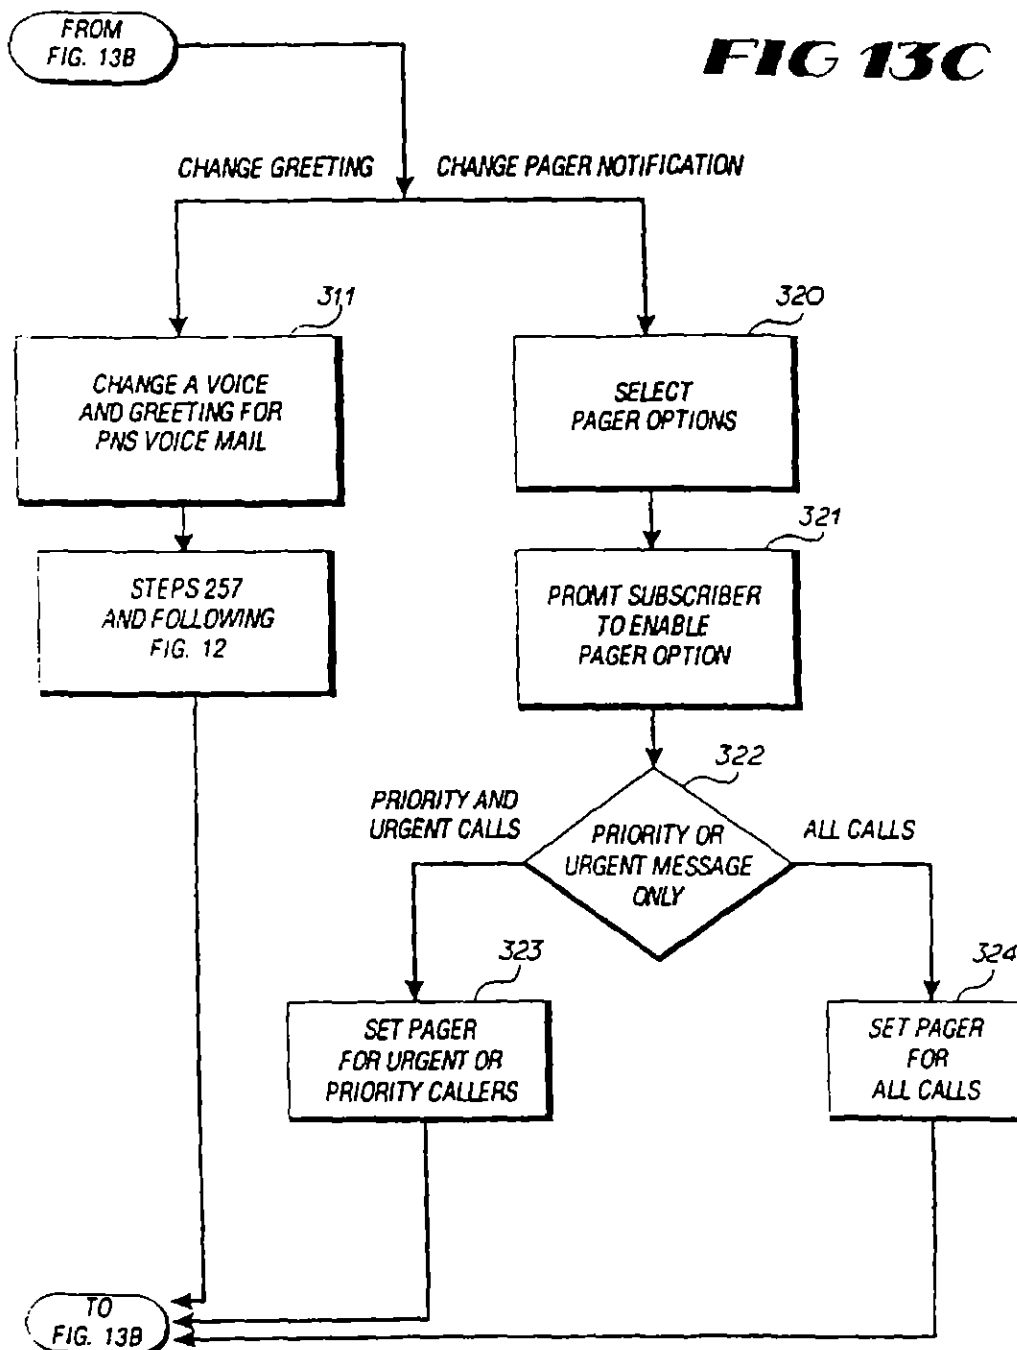 FROM
FIG. 13B
FIG 13C
CHANGE GREETING
CHANGE PAGER NOTIFICATION
311
CHANGE A VOICE
AND GREETING FOR
PNS VOICE MAIL
320
SELECT
PAGER OPTIONS
STEPS 257
AND FOLLOWING
FIG. 12
321
PROMT SUBSCRIBER
TO ENABLE
PAGER OPTION
322
PRIORITY AND
URGENT CALLS
PRIORITY OR
URGENT MESSAGE
ONLY
ALL CALLS
323
SET PAGER
FOR URGENT OR
PRIORITY CALLERS
324
SET PAGER
FOR
ALL CALLS
TO
FIG. 13B